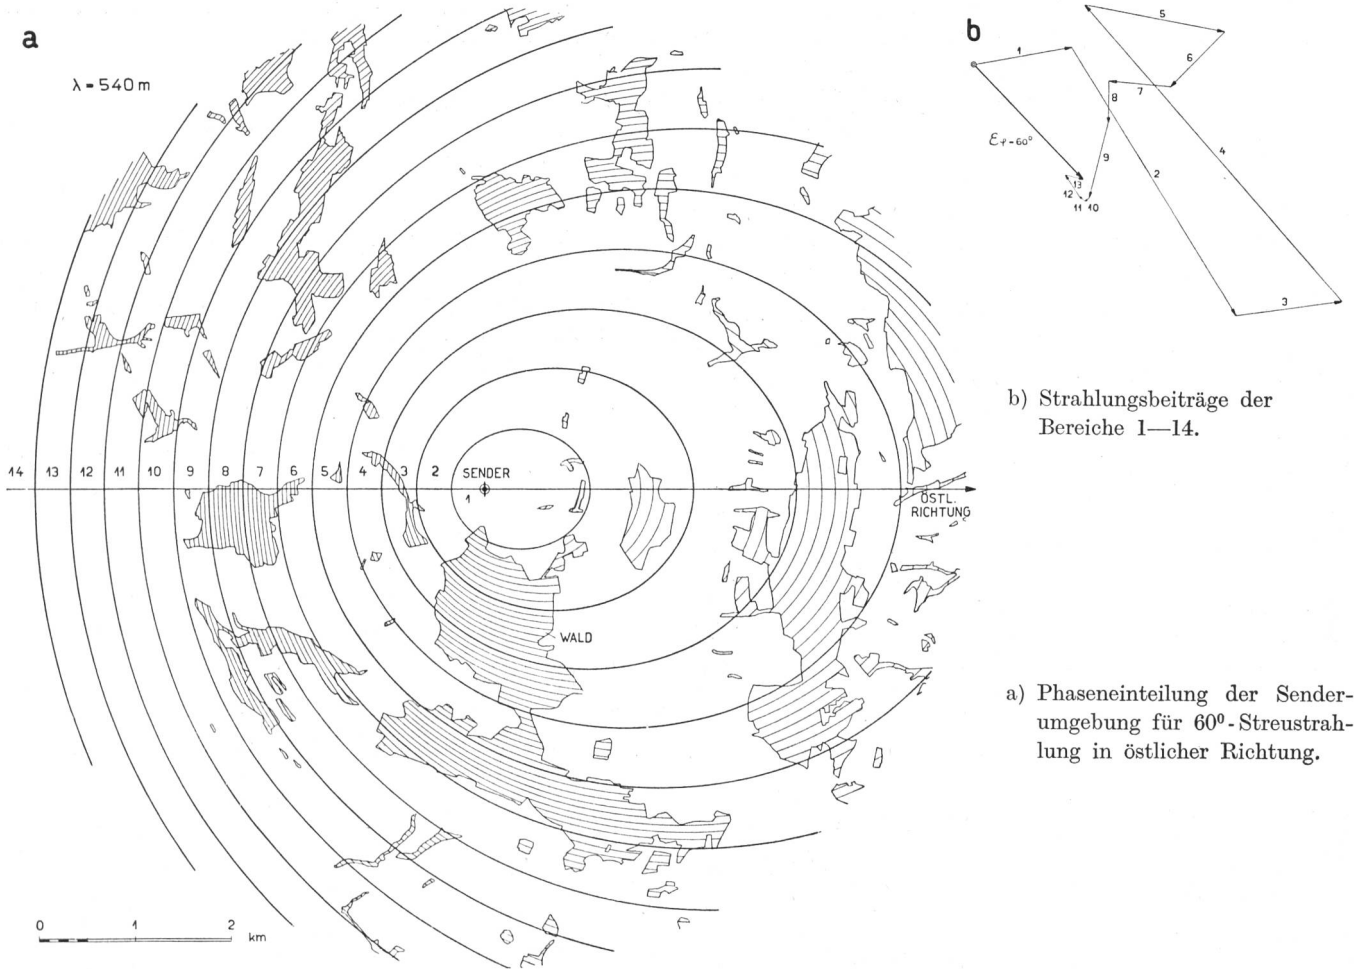 a
λ = 540 m
14 13 12 11 10 9 8 7 6 5 4 3 2
SENDER
1
ÖSTL.
RICHTUNG
WALD
0 1 2
km
b
1
5
6
7
8
ℰφ=60°
9
2
4
13
12
11 10
3
b) Strahlungsbeiträge der
Bereiche 1—14.
a) Phaseneinteilung der Sender-
umgebung für 60⁰-Streustrah-
lung in östlicher Richtung.